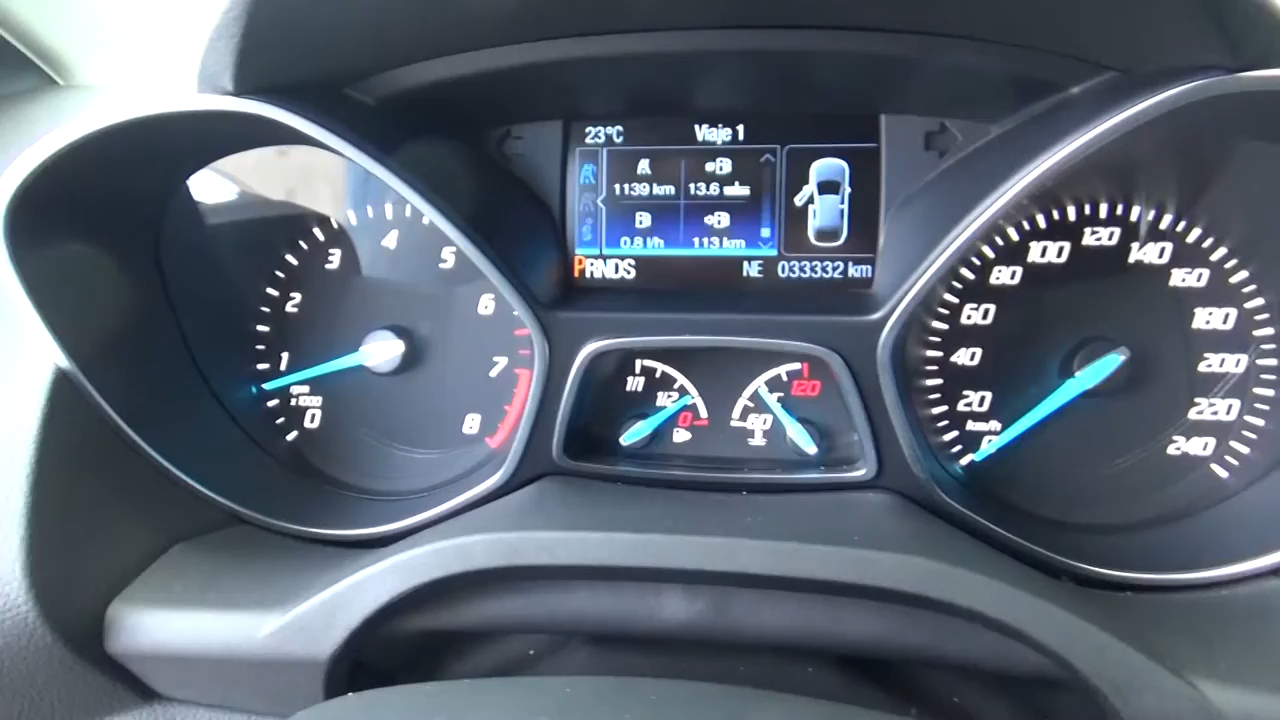 23°C Viaje 1
1139 km 13.6
0.8 l/h 113 km
PRNDS NE 033332 km
0
1
2
3
4
5
6
7
8
rpm
x1000
1/1 1/2 0
60 °C 120
0
20
40
60
80
100
120
140
160
180
200
220
240
km/h